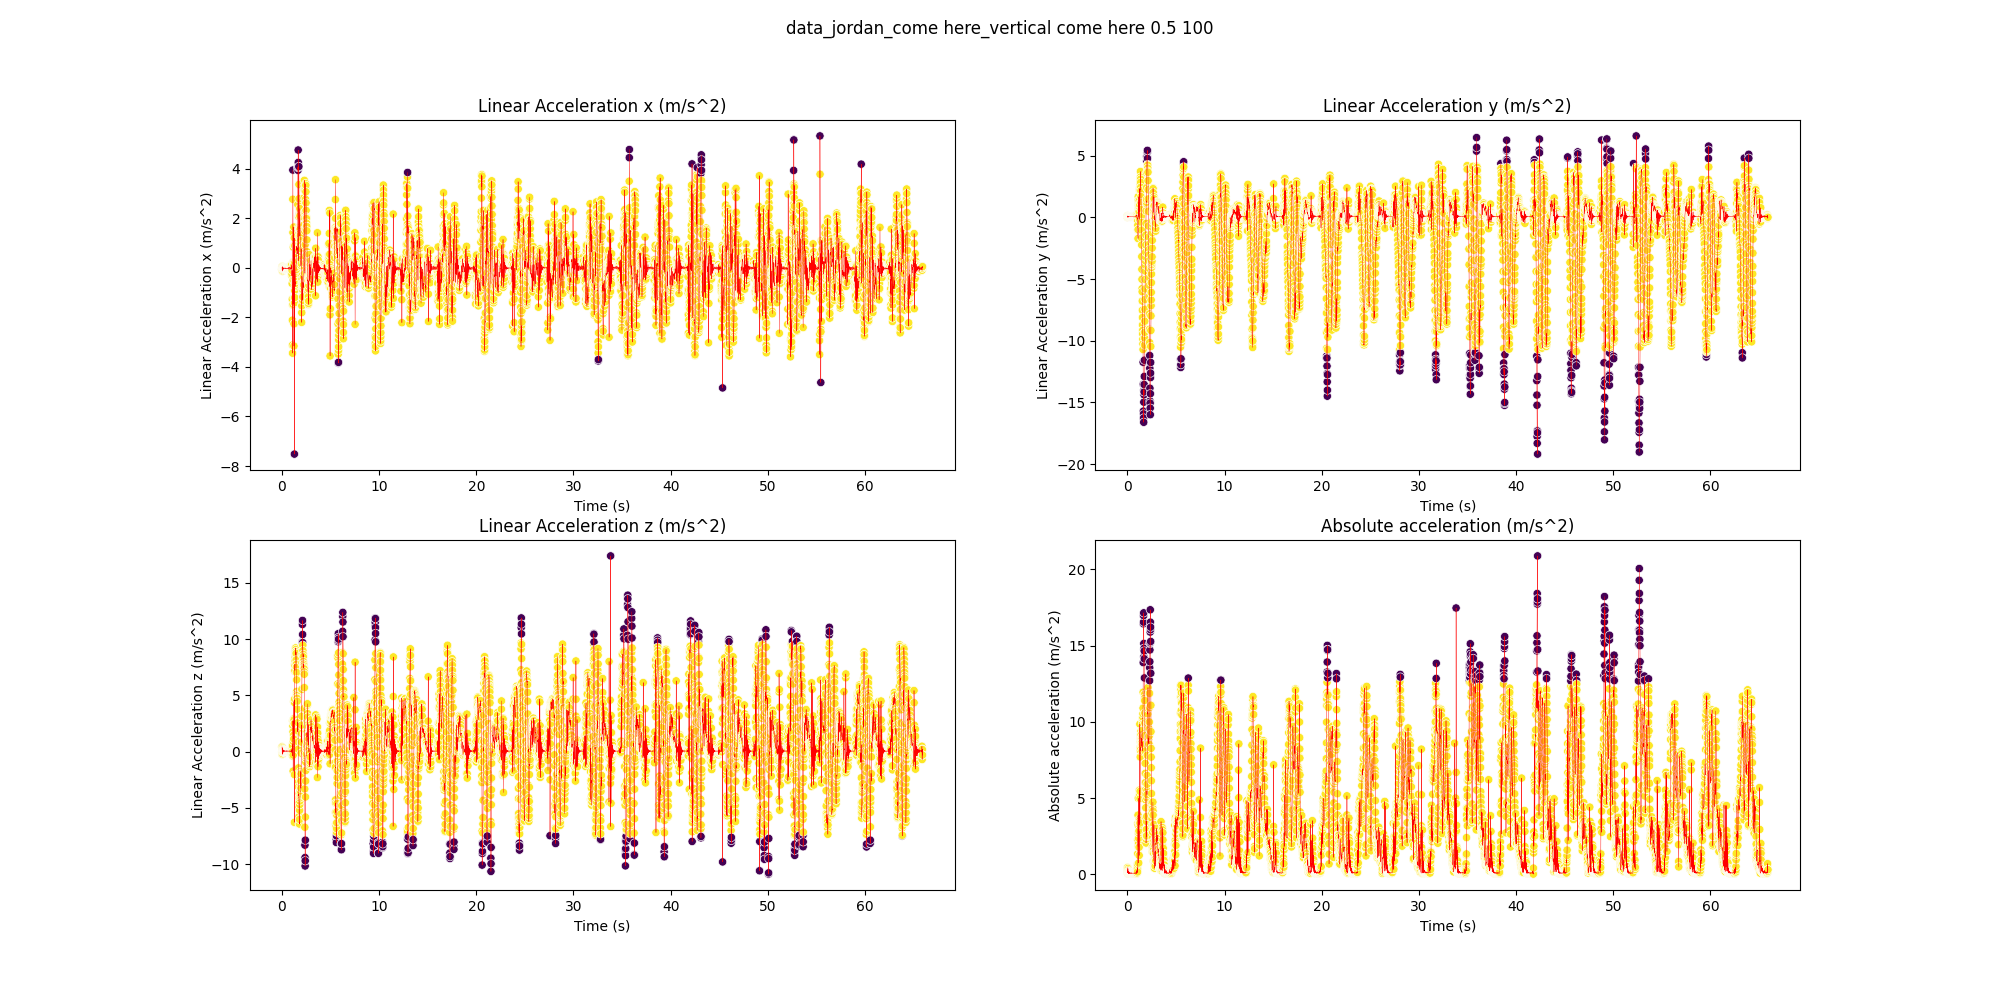 data_jordan_come here_vertical come here 0.5 100
Linear Acceleration x (m/s^2)
Linear Acceleration x (m/s^2)
4
2
0
−2
−4
−6
−8
0 10 20 30 40 50 60
Time (s)
Linear Acceleration y (m/s^2)
Linear Acceleration y (m/s^2)
5
0
−5
−10
−15
−20
0 10 20 30 40 50 60
Time (s)
Linear Acceleration z (m/s^2)
Linear Acceleration z (m/s^2)
15
10
5
0
−5
−10
0 10 20 30 40 50 60
Time (s)
Absolute acceleration (m/s^2)
Absolute acceleration (m/s^2)
20
15
10
5
0
0 10 20 30 40 50 60
Time (s)